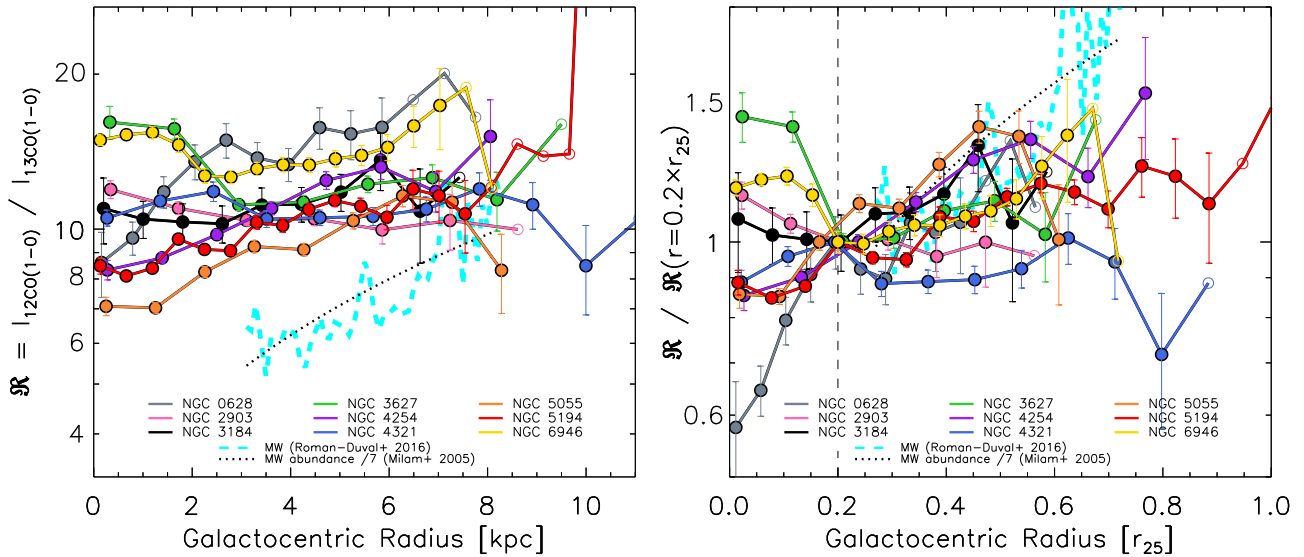 ℜ = I12CO(1−0) / I13CO(1−0)
20
10
8
6
4
NGC 0628 NGC 3627 NGC 5055
NGC 2903 NGC 4254 NGC 5194
NGC 3184 NGC 4321 NGC 6946
MW (Roman−Duval+ 2016)
MW abundance /7 (Milam+ 2005)
0 2 4 6 8 10
Galactocentric Radius [kpc]
ℜ / ℜ(r=0.2×r25)
1.5
1
0.6
NGC 0628 NGC 3627 NGC 5055
NGC 2903 NGC 4254 NGC 5194
NGC 3184 NGC 4321 NGC 6946
MW (Roman−Duval+ 2016)
MW abundance /7 (Milam+ 2005)
0.0 0.2 0.4 0.6 0.8 1.0
Galactocentric Radius [r25]